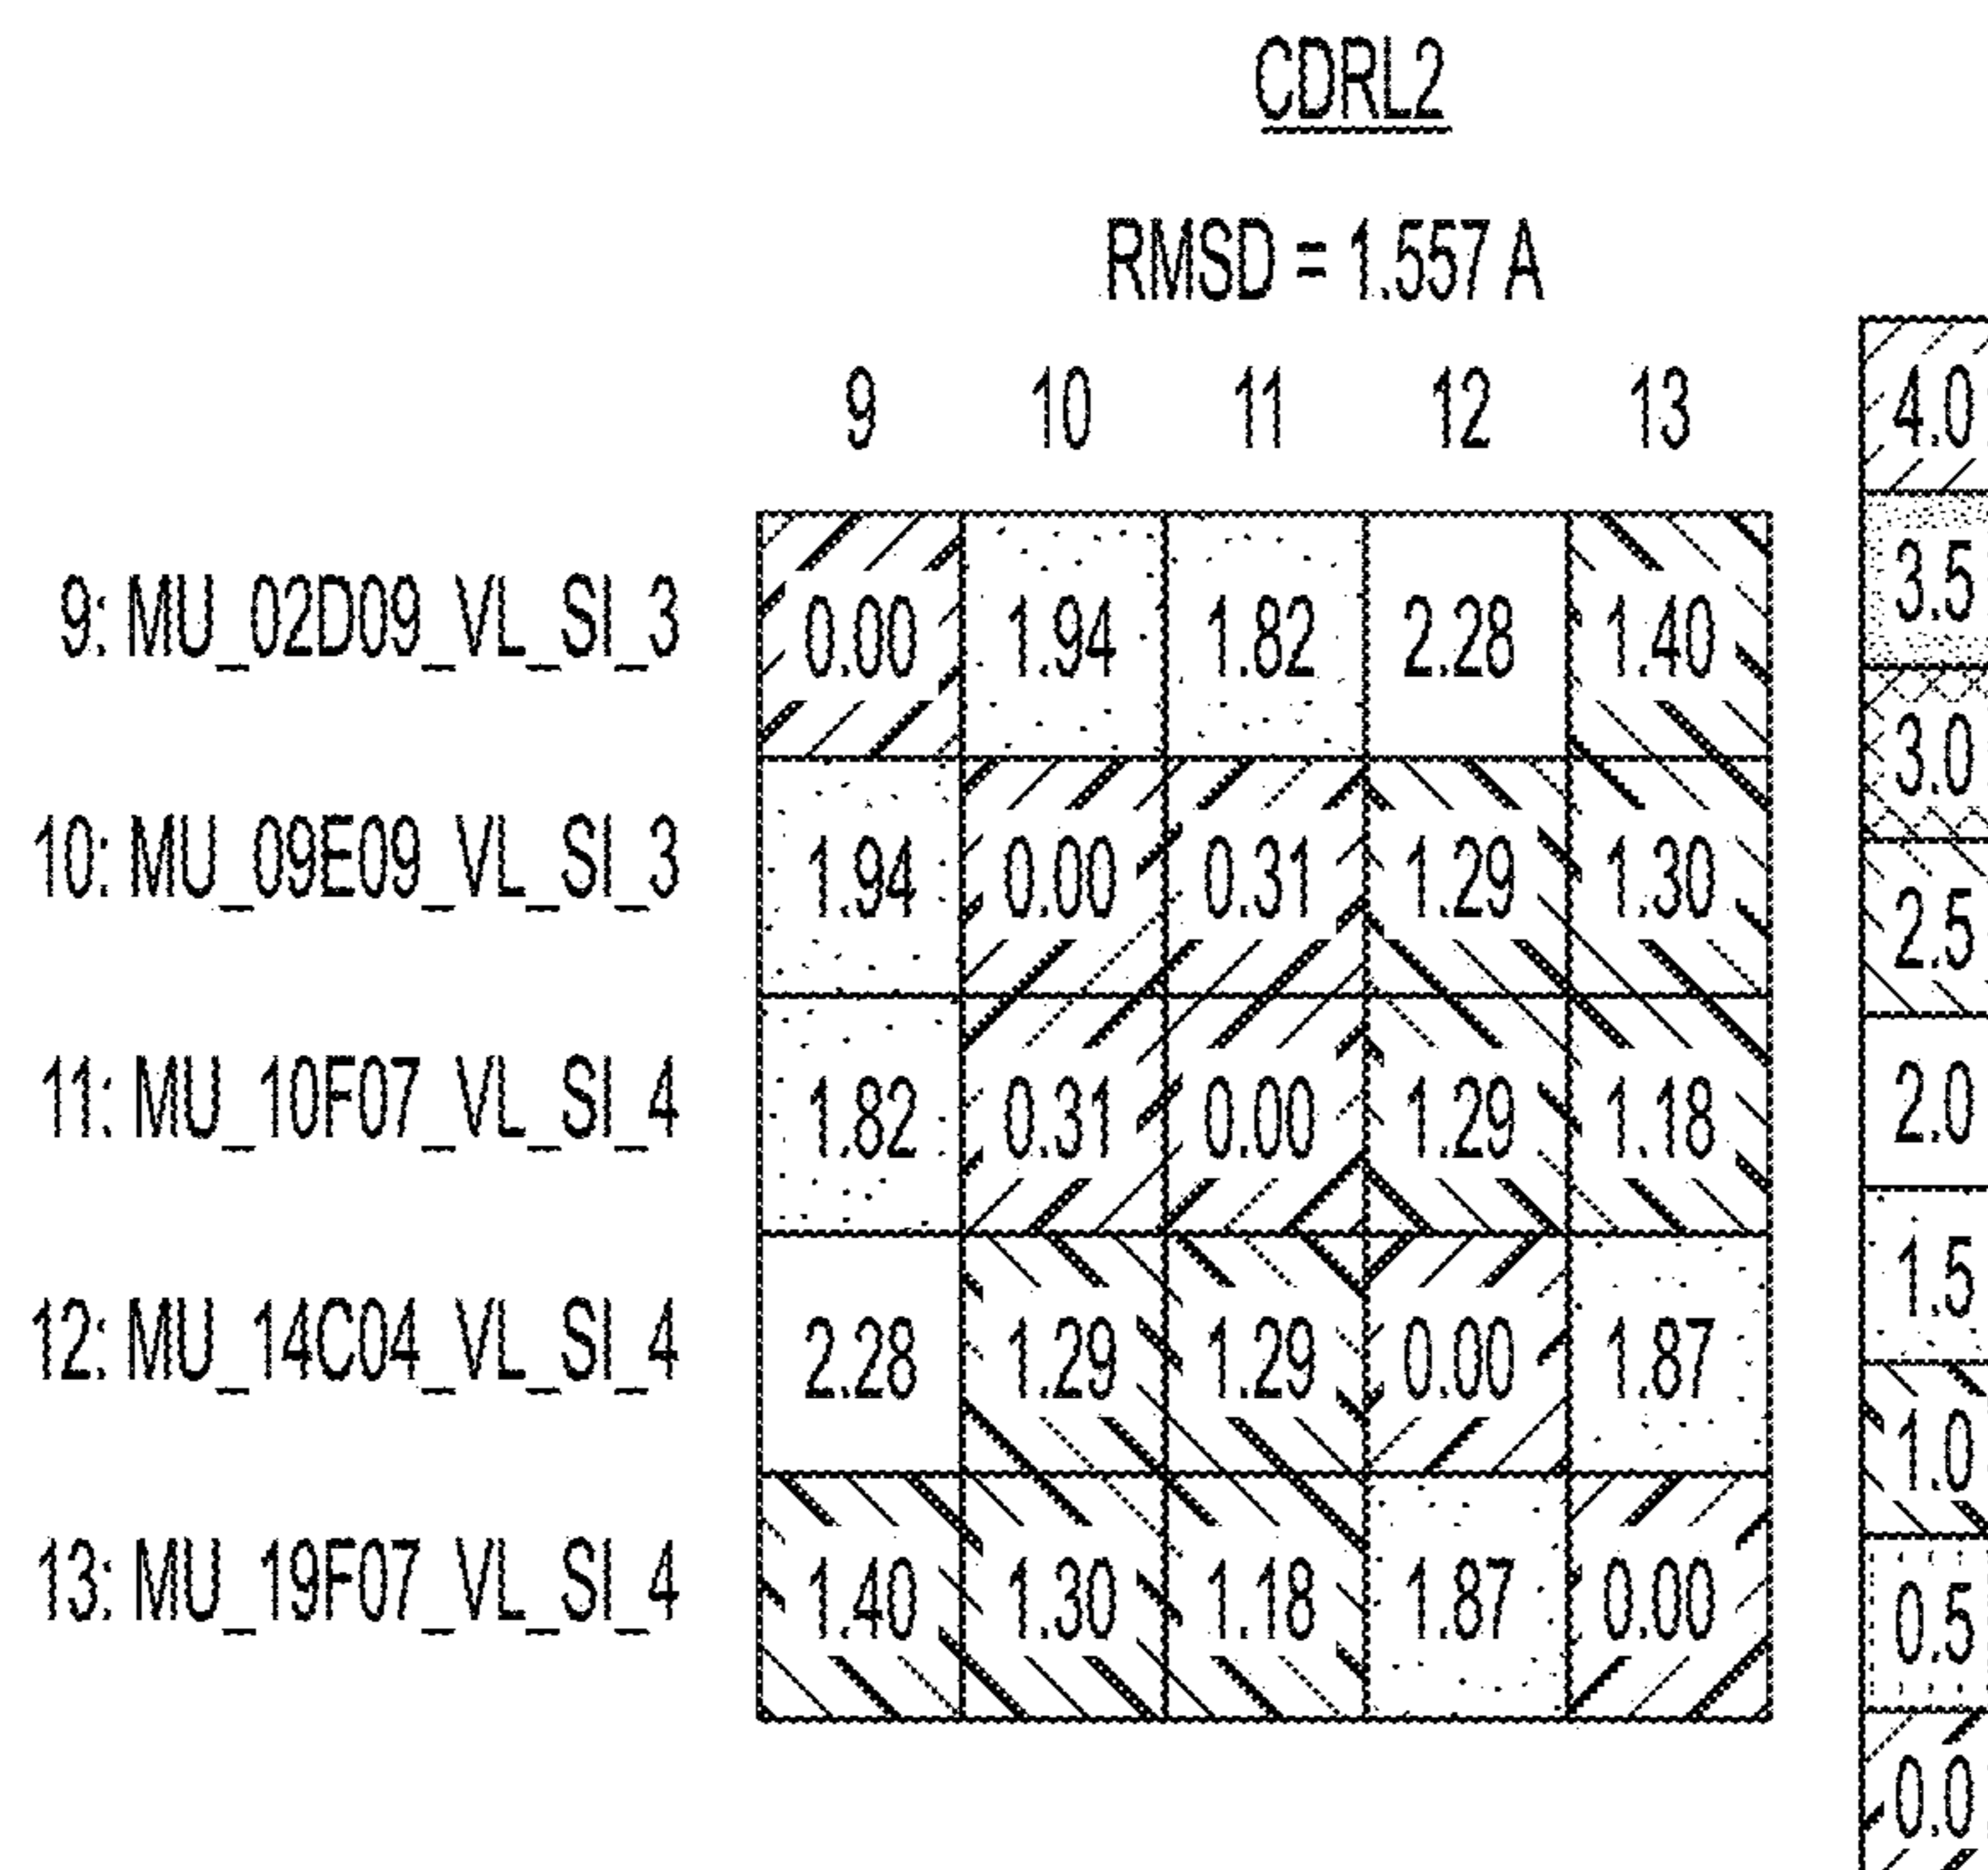 CDRL2
RMSD = 1.557 A
9 10 11 12 13
9: MU_02D09_VL_SI_3 0.00 1.94 1.82 2.28 1.40
10: MU_09E09_VL_SI_3 1.94 0.00 0.31 1.29 1.30
11: MU_10F07_VL_SI_4 1.82 0.31 0.00 1.29 1.18
12: MU_14C04_VL_SI_4 2.28 1.29 1.29 0.00 1.87
13: MU_19F07_VL_SI_4 1.40 1.30 1.18 1.87 0.00
4.0
3.5
3.0
2.5
2.0
1.5
1.0
0.5
0.0